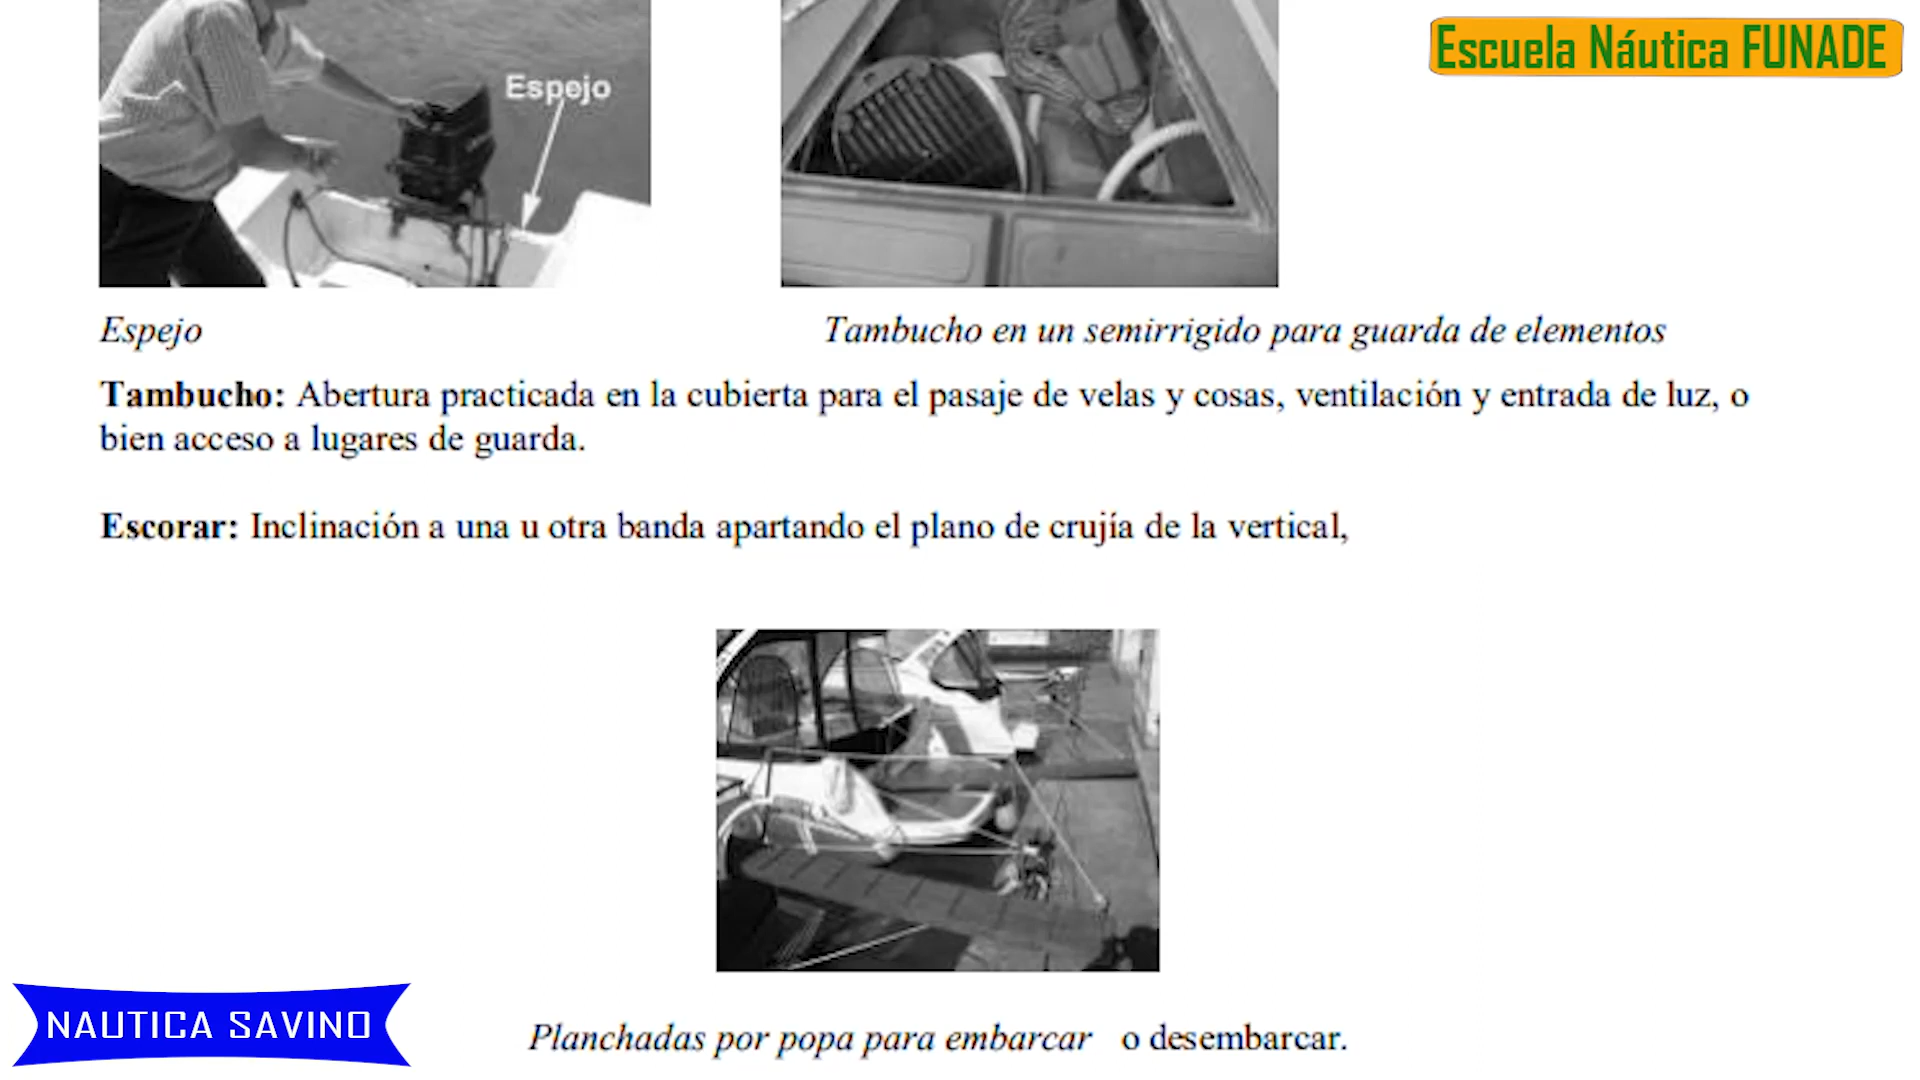 Escuela Náutica FUNADE
Espejo
Espejo
Tambucho en un semirrigido para guarda de elementos
Tambucho: Abertura practicada en la cubierta para el pasaje de velas y cosas, ventilación y entrada de luz, o
bien acceso a lugares de guarda.
Escorar: Inclinación a una u otra banda apartando el plano de crujía de la vertical,
Planchadas por popa para embarcar o desembarcar.
NAUTICA SAVINO